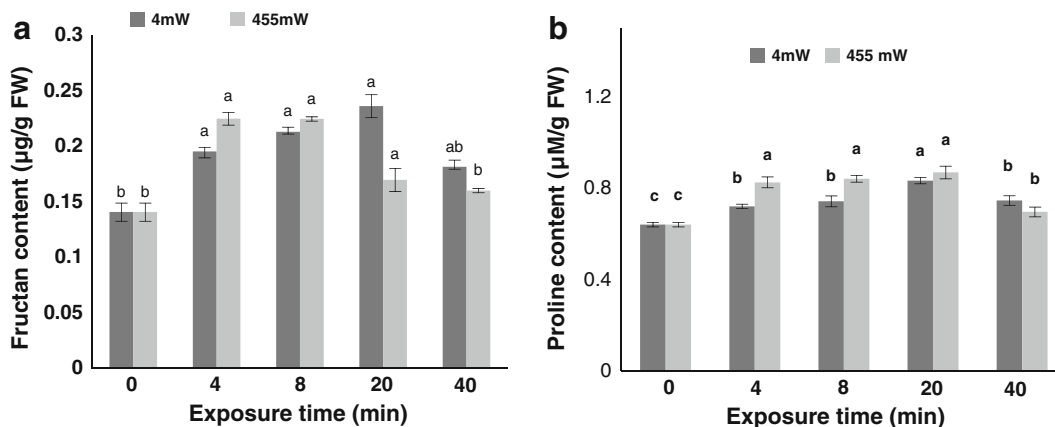 a
4mW 455mW
Fructan content (µg/g FW)
0.3
0.25
0.2
0.15
0.1
0.05
0
b b
a a
a a
a a
ab b
0 4 8 20 40
Exposure time (min)
b
4mW 455 mW
Proline content (µM/g FW)
1.2
0.8
0.4
0
c c
b a
b a
a a
b b
0 4 8 20 40
Exposure time (min)